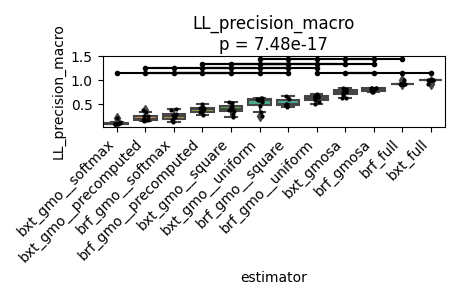 LL_precision_macro
p = 7.48e-17
LL_precision_macro
1.5
1.0
0.5
bxt_gmo__softmax
bxt_gmo__precomputed
brf_gmo__softmax
brf_gmo__precomputed
bxt_gmo__square
bxt_gmo__uniform
brf_gmo__square
brf_gmo__uniform
bxt_gmosa
brf_gmosa
brf_full
bxt_full
estimator